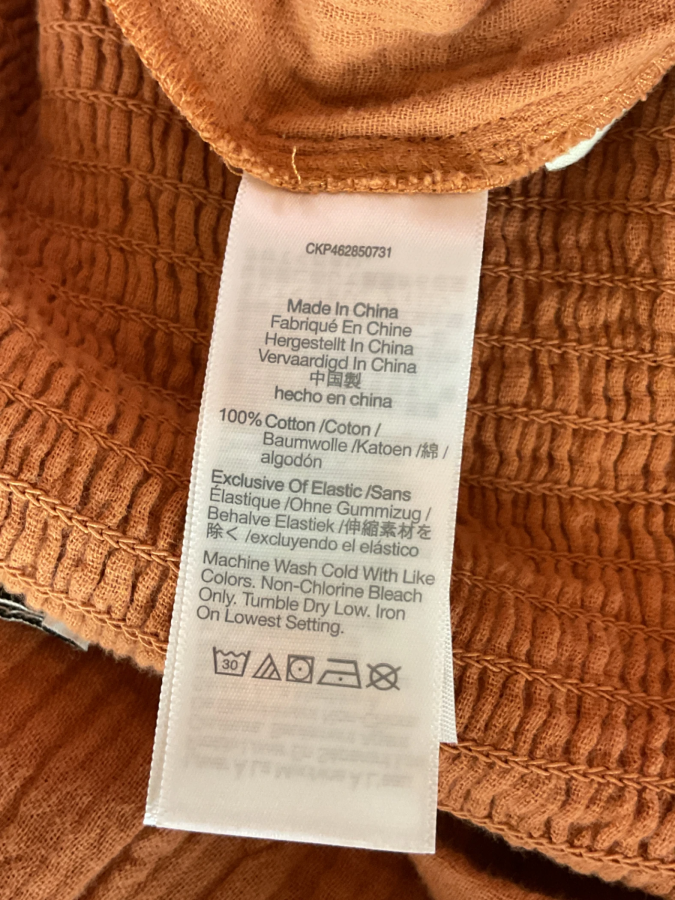 CKP462850731
Made In China
Fabriqué En Chine
Hergestellt In China
Vervaardigd In China
中国製
hecho en china
100% Cotton /Coton /
Baumwolle /Katoen /綿 /
algodón
Exclusive Of Elastic /Sans
Élastique /Ohne Gummizug /
Behalve Elastiek /伸縮素材を
除く /excluyendo el elástico
Machine Wash Cold With Like
Colors. Non-Chlorine Bleach
Only. Tumble Dry Low. Iron
On Lowest Setting.
30